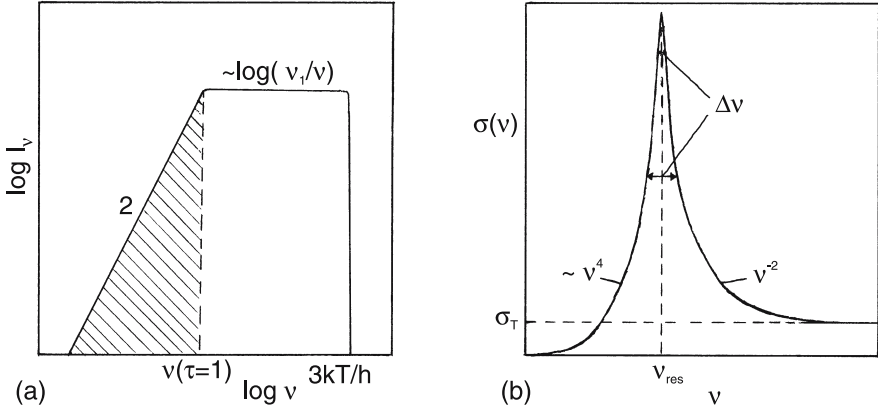 log Iν
2
~log( ν₁/ν)
ν(τ=1)
3kT/h
log ν
(a)
σ(ν)
Δν
~ ν⁴
ν⁻²
σT
νres
ν
(b)